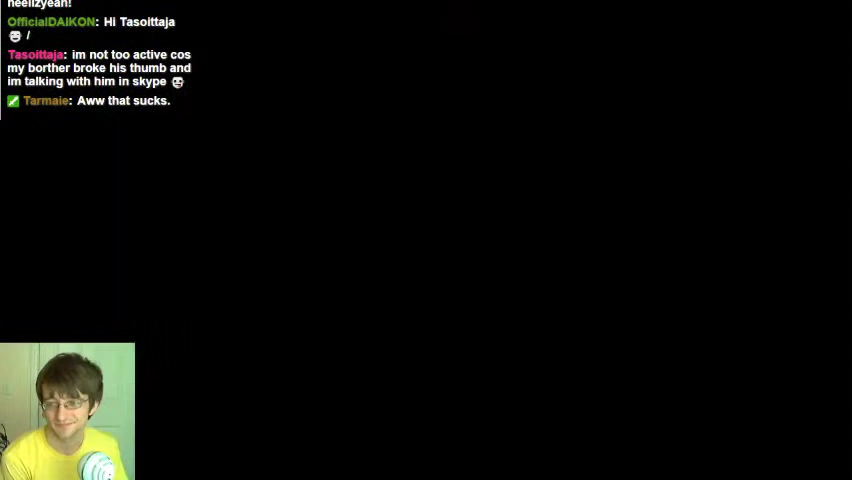 heelizyeah!
OfficialDAIKON: Hi Tasoittaja
/
Tasoittaja: im not too active cos
my borther broke his thumb and
im talking with him in skype
Tarmaie: Aww that sucks.